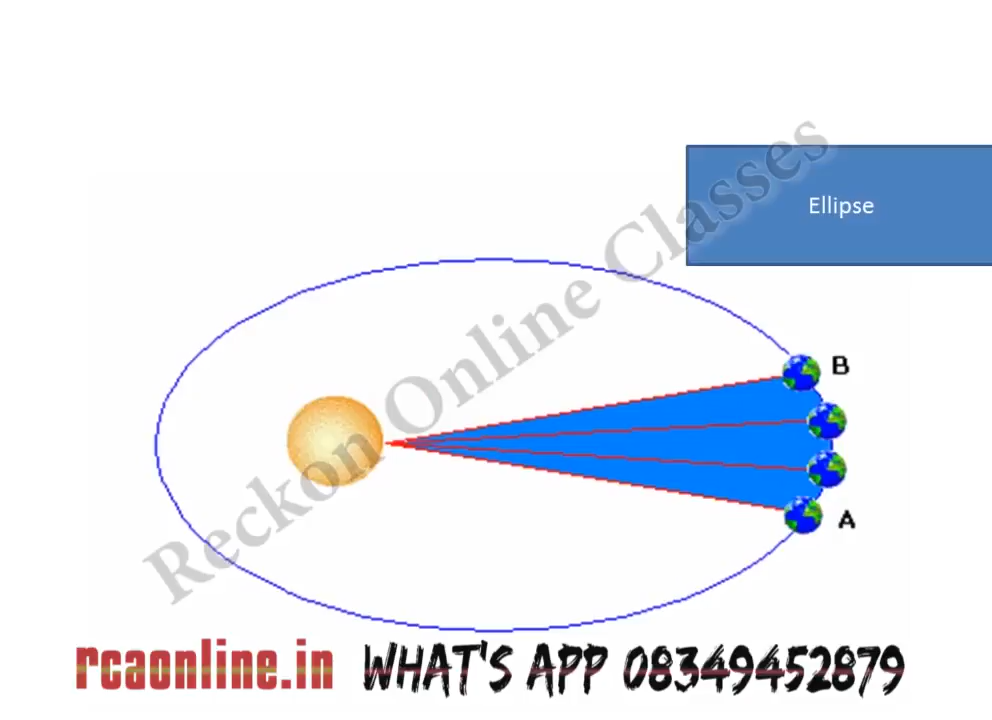 Ellipse
Reckon Online Classes
B
A
rcaonline.in WHAT'S APP 08349452879